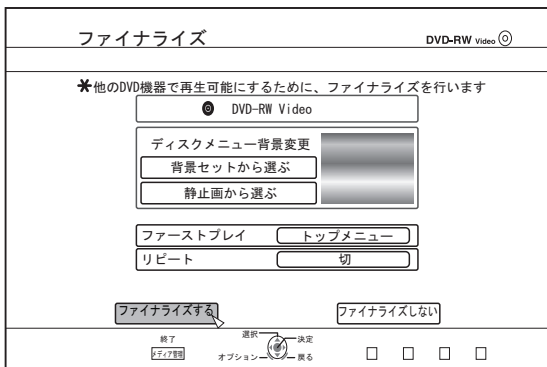 ファイナライズ
DVD-RW Video
*他のDVD機器で再生可能にするために、ファイナライズを行います
DVD-RW Video
ディスクメニュー背景変更
背景セットから選ぶ
静止画から選ぶ
ファーストプレイ トップメニュー
リピート 切
ファイナライズする ファイナライズしない
終了 選択 決定
メディア管理 オプション 戻る